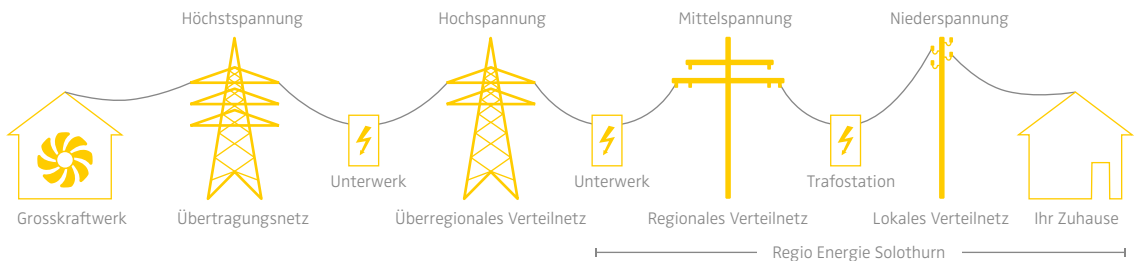 Höchstspannung
Hochspannung
Mittelspannung
Niederspannung
Unterwerk
Unterwerk
Trafostation
Grosskraftwerk
Übertragungsnetz
Überregionales Verteilnetz
Regionales Verteilnetz
Lokales Verteilnetz
Ihr Zuhause
Regio Energie Solothurn